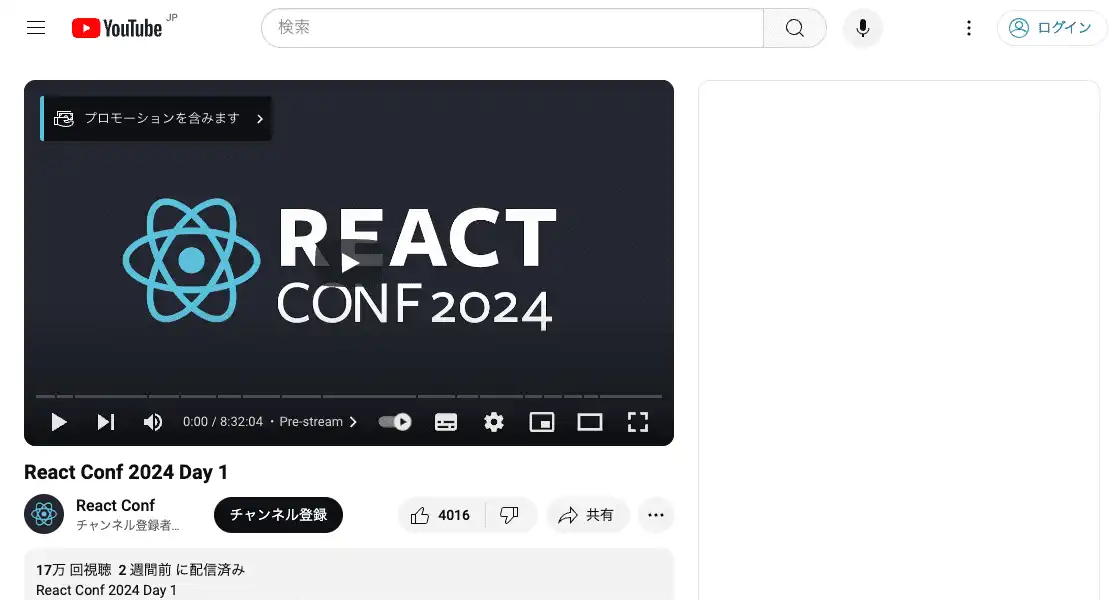 YouTube JP
検索
ログイン
プロモーションを含みます
REACT
CONF 2024
0:00 / 8:32:04 ・ Pre-stream
React Conf 2024 Day 1
React Conf
チャンネル登録者...
チャンネル登録
4016
共有
17万 回視聴 2 週間前 に配信済み
React Conf 2024 Day 1